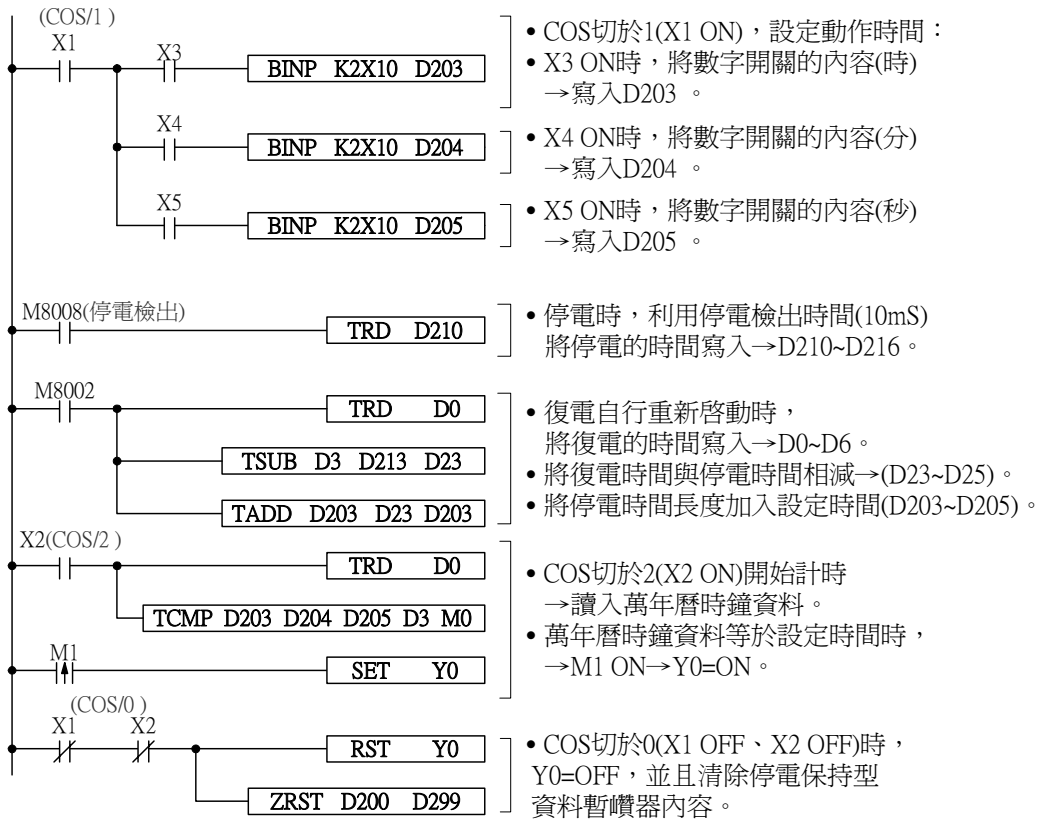 (COS/1 )
X1
X3
BINP K2X10 D203
• COS切於1(X1 ON)，設定動作時間：
• X3 ON時，將數字開關的內容(時)
→寫入D203 。
X4
BINP K2X10 D204
• X4 ON時，將數字開關的內容(分)
→寫入D204 。
X5
BINP K2X10 D205
• X5 ON時，將數字開關的內容(秒)
→寫入D205 。
M8008(停電檢出)
TRD D210
• 停電時，利用停電檢出時間(10mS)
將停電的時間寫入→D210~D216。
M8002
TRD D0
TSUB D3 D213 D23
TADD D203 D23 D203
• 復電自行重新啓動時，
將復電的時間寫入→D0~D6。
• 將復電時間與停電時間相減→(D23~D25)。
• 將停電時間長度加入設定時間(D203~D205)。
X2(COS/2 )
TRD D0
TCMP D203 D204 D205 D3 M0
• COS切於2(X2 ON)開始計時
→讀入萬年曆時鐘資料。
• 萬年曆時鐘資料等於設定時間時，
→M1 ON→Y0=ON。
M1
SET Y0
(COS/0 )
X1 X2
RST Y0
ZRST D200 D299
• COS切於0(X1 OFF、X2 OFF)時，
Y0=OFF，並且清除停電保持型
資料暫囋器內容。